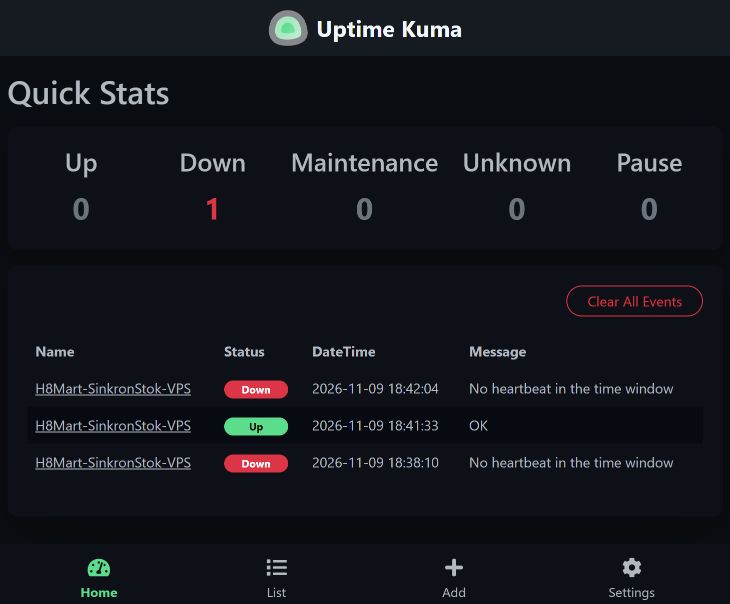 Uptime Kuma
Quick Stats
Up Down Maintenance Unknown Pause
0 1 0 0 0
Clear All Events
Name Status DateTime Message
H8Mart-SinkronStok-VPS Down 2026-11-09 18:42:04 No heartbeat in the time window
H8Mart-SinkronStok-VPS Up 2026-11-09 18:41:33 OK
H8Mart-SinkronStok-VPS Down 2026-11-09 18:38:10 No heartbeat in the time window
Home List Add Settings